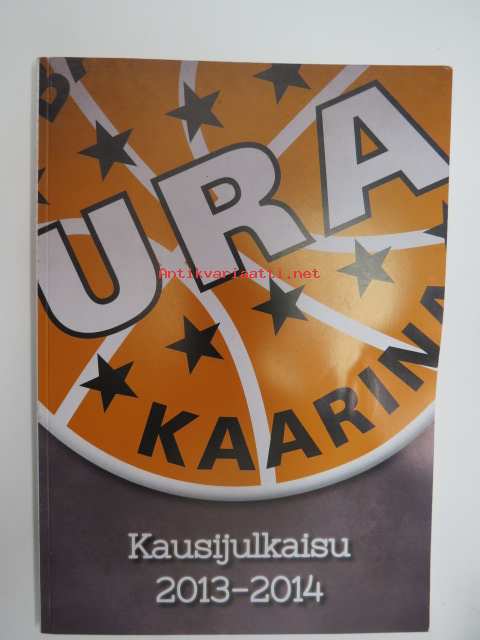 URA
Antikvariaatti.net
KAARINA
Kausijulkaisu
2013-2014